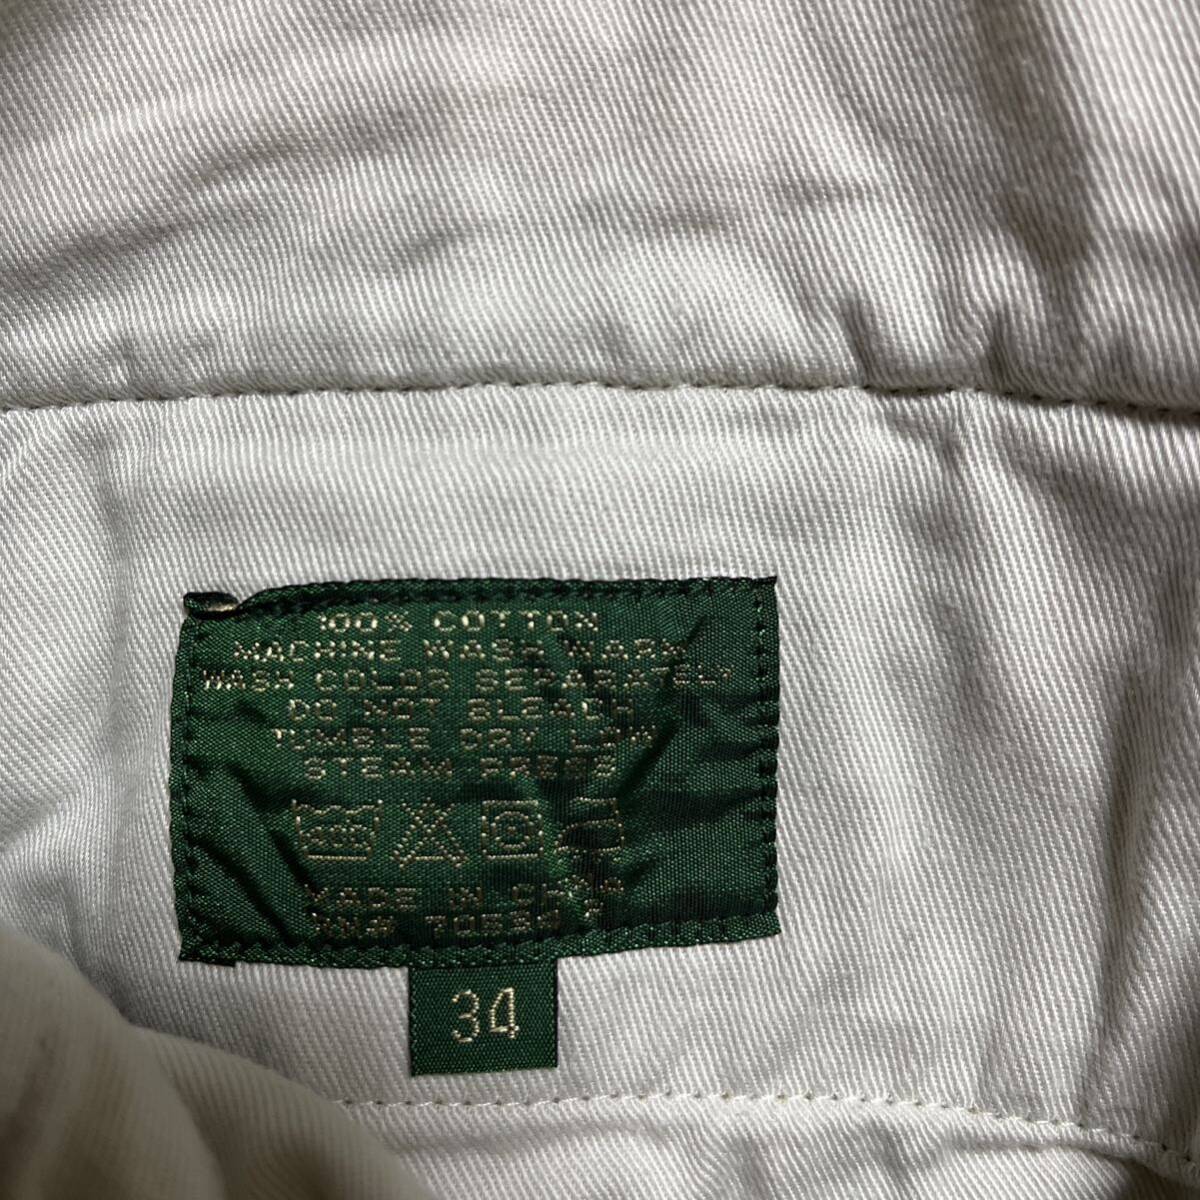 100% COTTON
MACHINE WASH WARM
WASH COLOR SEPARATELY
DO NOT BLEACH
TUMBLE DRY LOW
STEAM PRESS
MADE IN CHINA
34